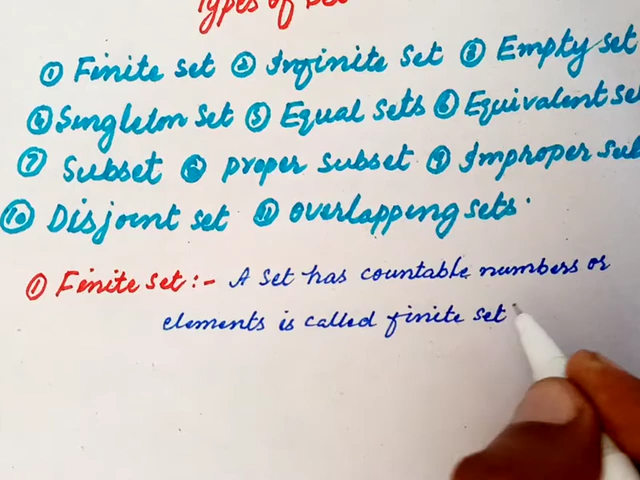 Types of Set
① Finite set ② Infinite set ③ Empty set
④ Singleton set ⑤ Equal sets ⑥ Equivalent se
⑦ Subset ⑧ proper subset ⑨ Improper sub
⑩ Disjoint set ⑪ overlapping sets.
① Finite set :- A set has countable numbers or
elements is called finite set